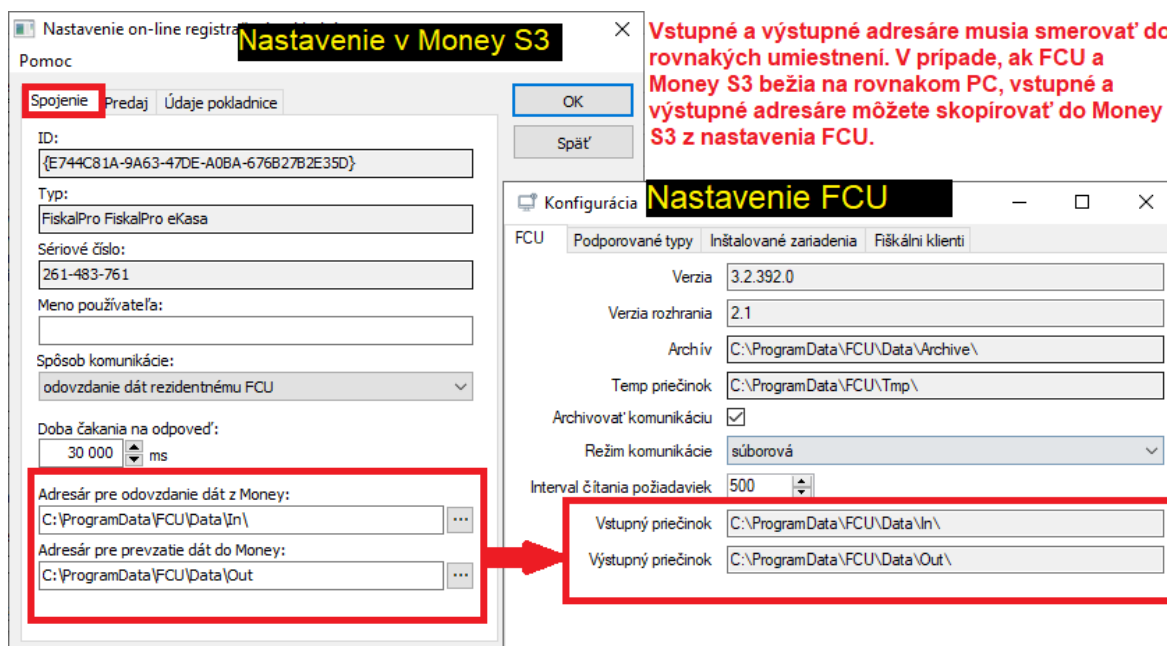 Nastavenie on-line registra
Nastavenie v Money S3
Pomoc
Spojenie
Predaj
Údaje pokladnice
OK
Späť
ID:
{E744C81A-9A63-47DE-A0BA-676B27B2E35D}
Typ:
FiskalPro FiskalPro eKasa
Sériové číslo:
261-483-761
Meno používateľa:
Spôsob komunikácie:
odovzdanie dát rezidentnému FCU
Doba čakania na odpoveď:
30 000 ms
Adresár pre odovzdanie dát z Money:
C:\ProgramData\FCU\Data\In\
...
Adresár pre prevzatie dát do Money:
C:\ProgramData\FCU\Data\Out
...
Vstupné a výstupné adresáre musia smerovať do
rovnakých umiestnení. V prípade, ak FCU a
Money S3 bežia na rovnakom PC, vstupné a
výstupné adresáre môžete skopírovať do Money
S3 z nastavenia FCU.
Konfigurácia
Nastavenie FCU
FCU
Podporované typy
Inštalované zariadenia
Fiškálni klienti
Verzia 3.2.392.0
Verzia rozhrania 2.1
Archív C:\ProgramData\FCU\Data\Archive\
Temp priečinok C:\ProgramData\FCU\Tmp\
Archivovať komunikáciu
Režim komunikácie súborová
Interval čítania požiadaviek 500
Vstupný priečinok C:\ProgramData\FCU\Data\In\
Výstupný priečinok C:\ProgramData\FCU\Data\Out\